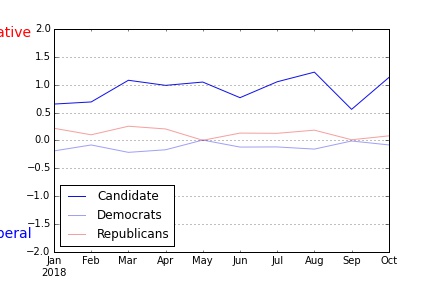 2.0
ative
1.5
1.0
0.5
0.0
−0.5
−1.0
−1.5
−2.0
peral
Candidate
Democrats
Republicans
Jan Feb Mar Apr May Jun Jul Aug Sep Oct
2018